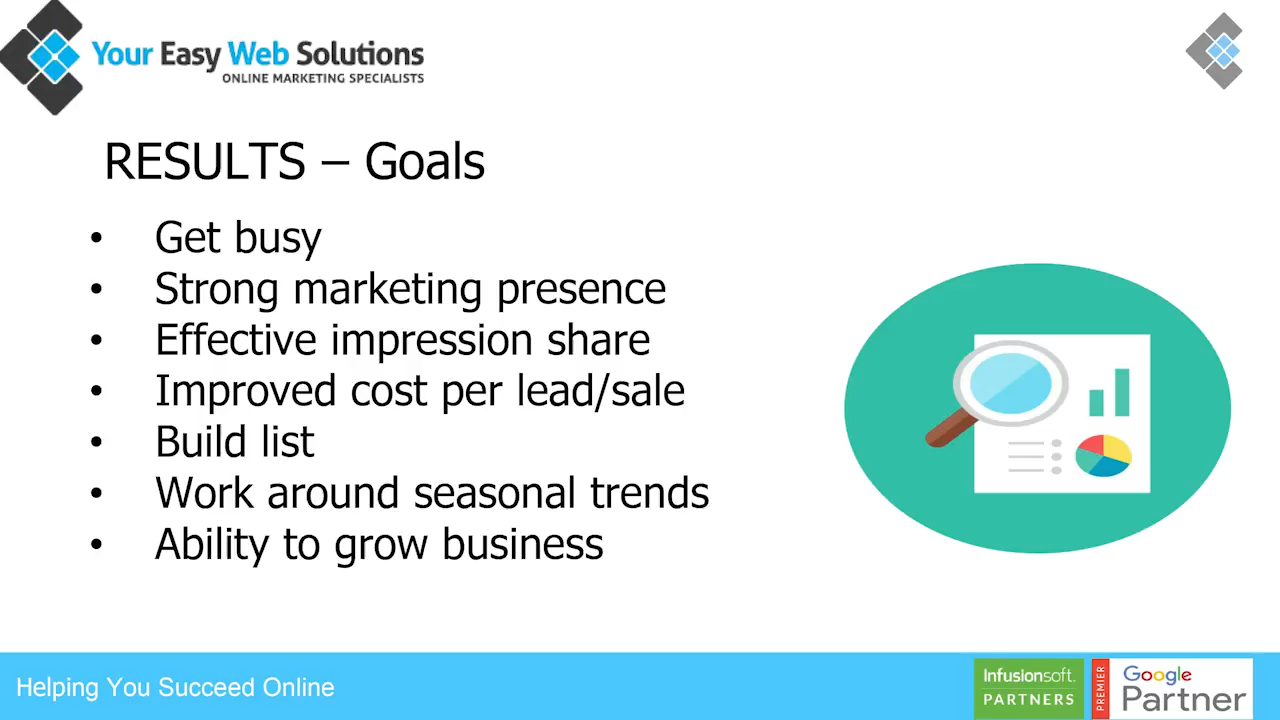 Your Easy Web Solutions
ONLINE MARKETING SPECIALISTS
RESULTS – Goals
• Get busy
• Strong marketing presence
• Effective impression share
• Improved cost per lead/sale
• Build list
• Work around seasonal trends
• Ability to grow business
Helping You Succeed Online
Infusionsoft.
PARTNERS
PREMIER
Google
Partner